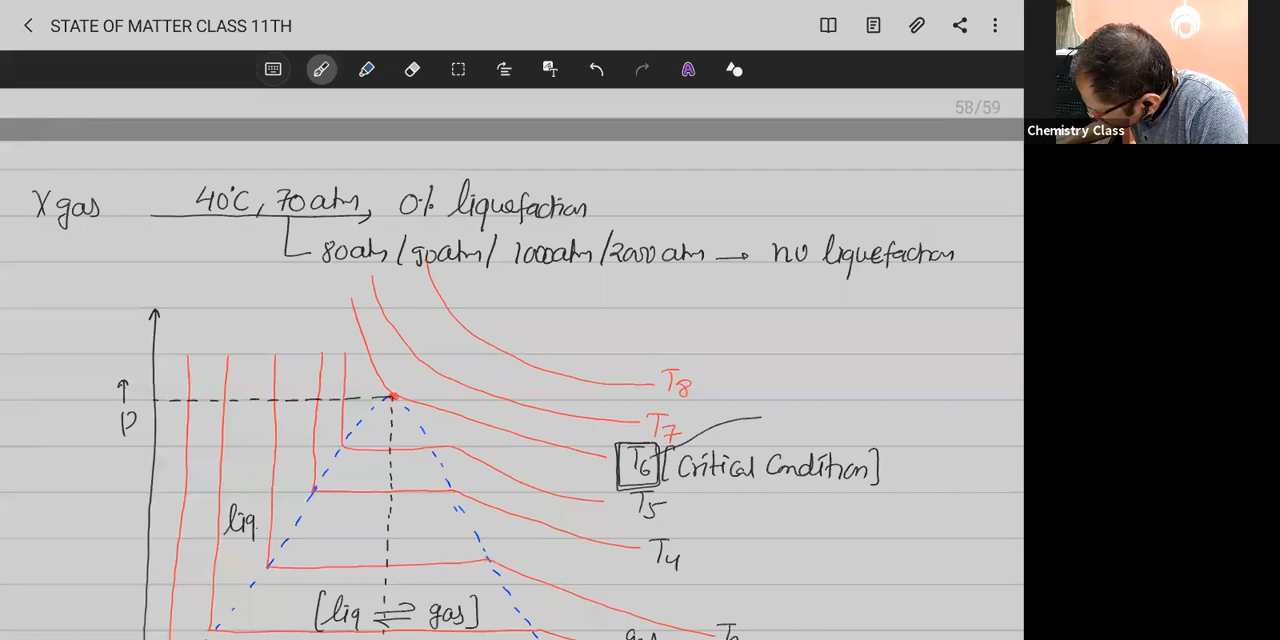 STATE OF MATTER CLASS 11TH
58/59
Chemistry Class
X gas 40°C, 70 atm, 0% liquefaction
80 atm / 90 atm / 1000 atm / 2000 atm → no liquefaction
T8
T7
P
T6 [Critical Condition]
T5
liq.
T4
[liq ⇌ gas]
gas